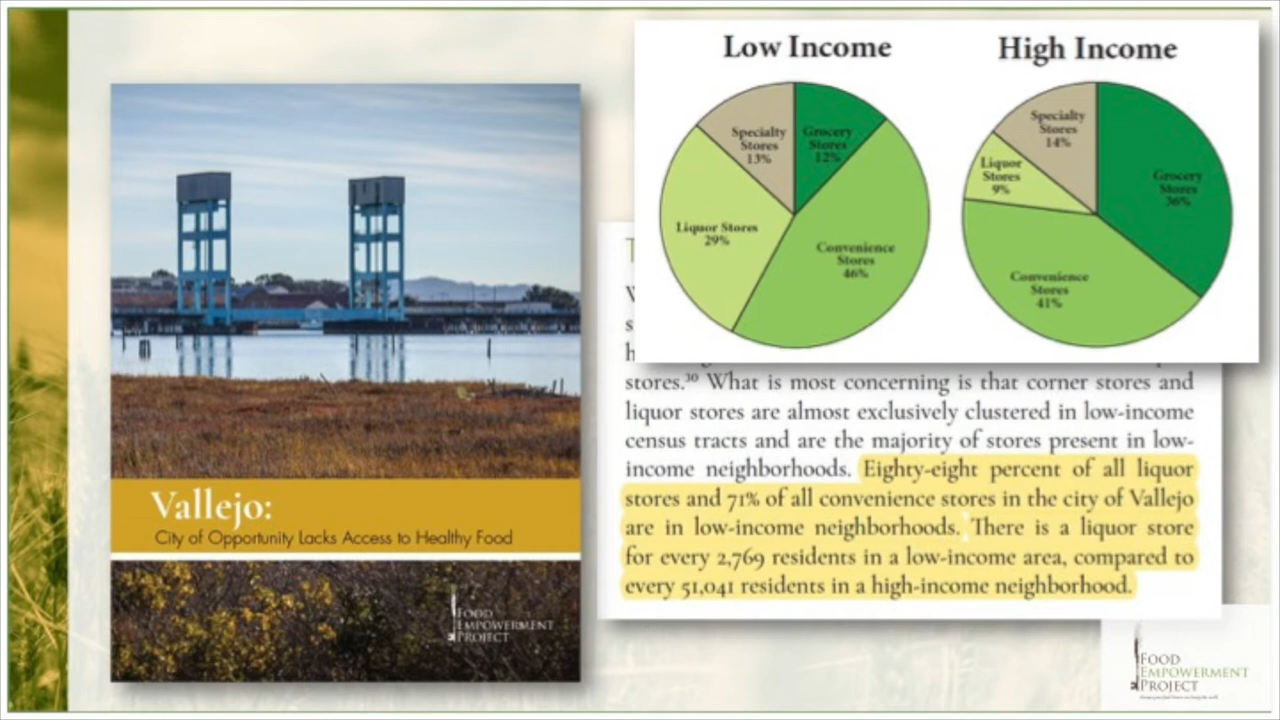 Vallejo:
City of Opportunity Lacks Access to Healthy Food
FOOD
EMPOWERMENT
PROJECT
Low Income
Specialty
Stores
13%
Grocery
Stores
12%
Liquor Stores
29%
Convenience
Stores
46%
High Income
Specialty
Stores
14%
Liquor
Stores
9%
Grocery
Stores
36%
Convenience
Stores
41%
stores.³⁰ What is most concerning is that corner stores and
liquor stores are almost exclusively clustered in low-income
census tracts and are the majority of stores present in low-
income neighborhoods. Eighty-eight percent of all liquor
stores and 71% of all convenience stores in the city of Vallejo
are in low-income neighborhoods. There is a liquor store
for every 2,769 residents in a low-income area, compared to
every 51,041 residents in a high-income neighborhood.
FOOD
EMPOWERMENT
PROJECT